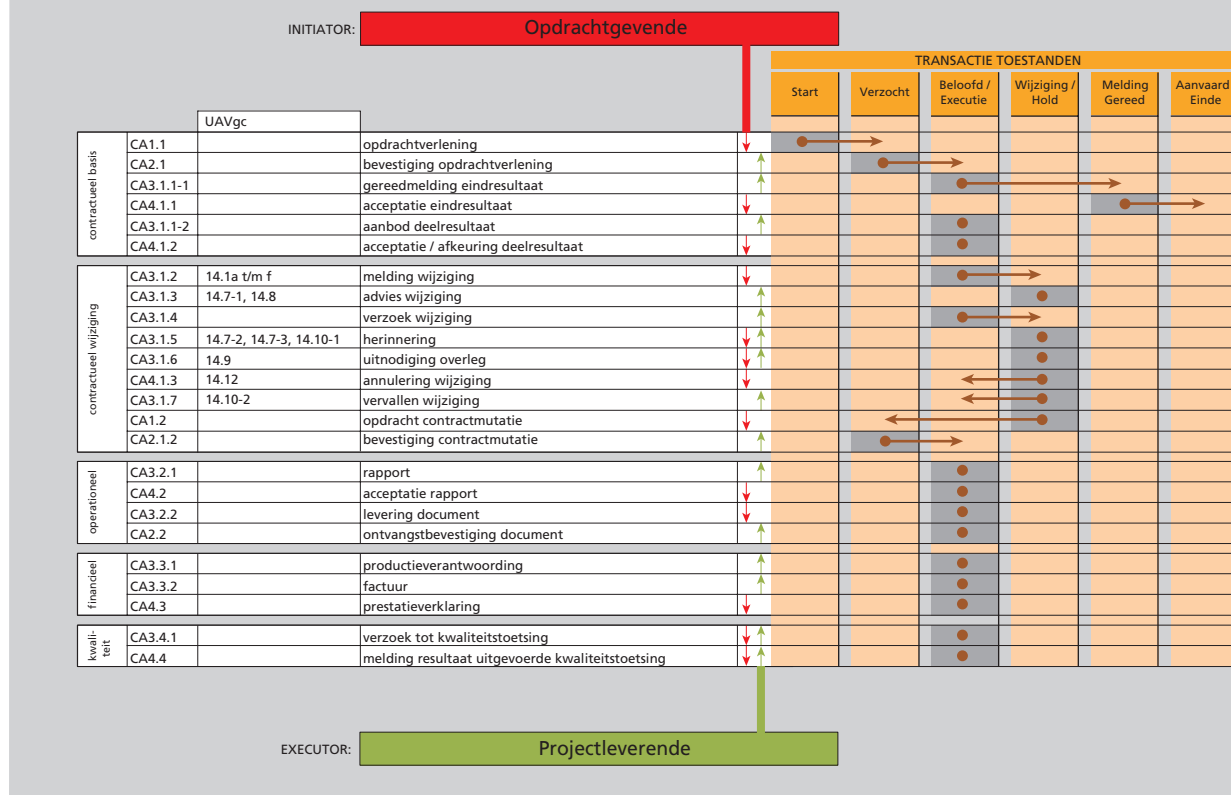 INITIATOR: Opdrachtgevende
TRANSACTIE TOESTANDEN
Start Verzocht Beloofd / Executie Wijziging / Hold Melding Gereed Aanvaard Einde
UAVgc
contractueel basis
CA1.1 opdrachtverlening
CA2.1 bevestiging opdrachtverlening
CA3.1.1-1 gereedmelding eindresultaat
CA4.1.1 acceptatie eindresultaat
CA3.1.1-2 aanbod deelresultaat
CA4.1.2 acceptatie / afkeuring deelresultaat
contractueel wijziging
CA3.1.2 14.1a t/m f melding wijziging
CA3.1.3 14.7-1, 14.8 advies wijziging
CA3.1.4 verzoek wijziging
CA3.1.5 14.7-2, 14.7-3, 14.10-1 herinnering
CA3.1.6 14.9 uitnodiging overleg
CA4.1.3 14.12 annulering wijziging
CA3.1.7 14.10-2 vervallen wijziging
CA1.2 opdracht contractmutatie
CA2.1.2 bevestiging contractmutatie
operationeel
CA3.2.1 rapport
CA4.2 acceptatie rapport
CA3.2.2 levering document
CA2.2 ontvangstbevestiging document
financieel
CA3.3.1 productieverantwoording
CA3.3.2 factuur
CA4.3 prestatieverklaring
kwali-
teit
CA3.4.1 verzoek tot kwaliteitstoetsing
CA4.4 melding resultaat uitgevoerde kwaliteitstoetsing
EXECUTOR: Projectleverende